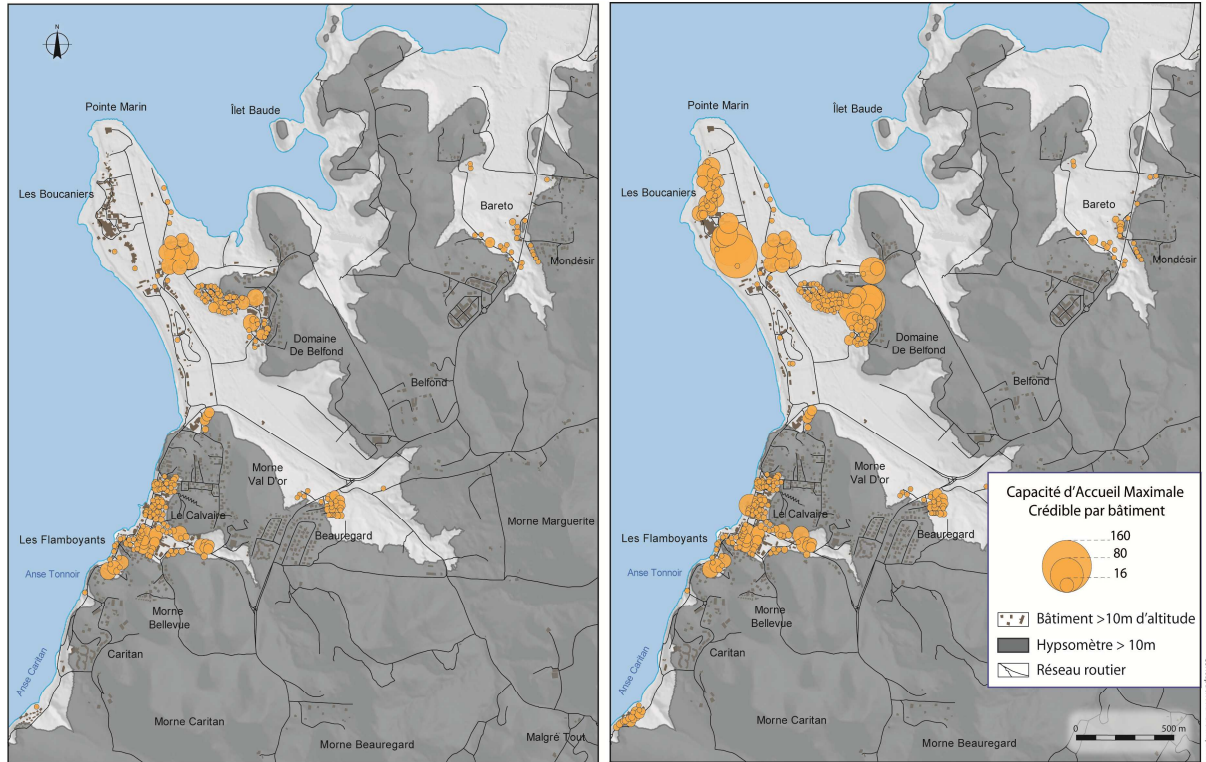 N
Pointe Marin
Îlet Baude
Les Boucaniers
Bareto
Mondésir
Domaine
De Belfond
Belfond
Morne
Val D'or
Le Calvaire
Morne Marguerite
Les Flamboyants
Beauregard
Anse Tonnoir
Morne
Bellevue
Caritan
Anse Caritan
Morne Caritan
Malgré Tout
Morne Beauregard
Pointe Marin
Îlet Baude
Les Boucaniers
Bareto
Mondésir
Domaine
De Belfond
Belfond
Morne
Val D'or
Le Calvaire
Les Flamboyants
Beauregard
Anse Tonnoir
Morne
Bellevue
Caritan
Anse Caritan
Morne Caritan
Morne Beauregard
Capacité d'Accueil Maximale
Crédible par bâtiment
160
80
16
Bâtiment >10m d'altitude
Hypsomètre > 10m
Réseau routier
0 500 m